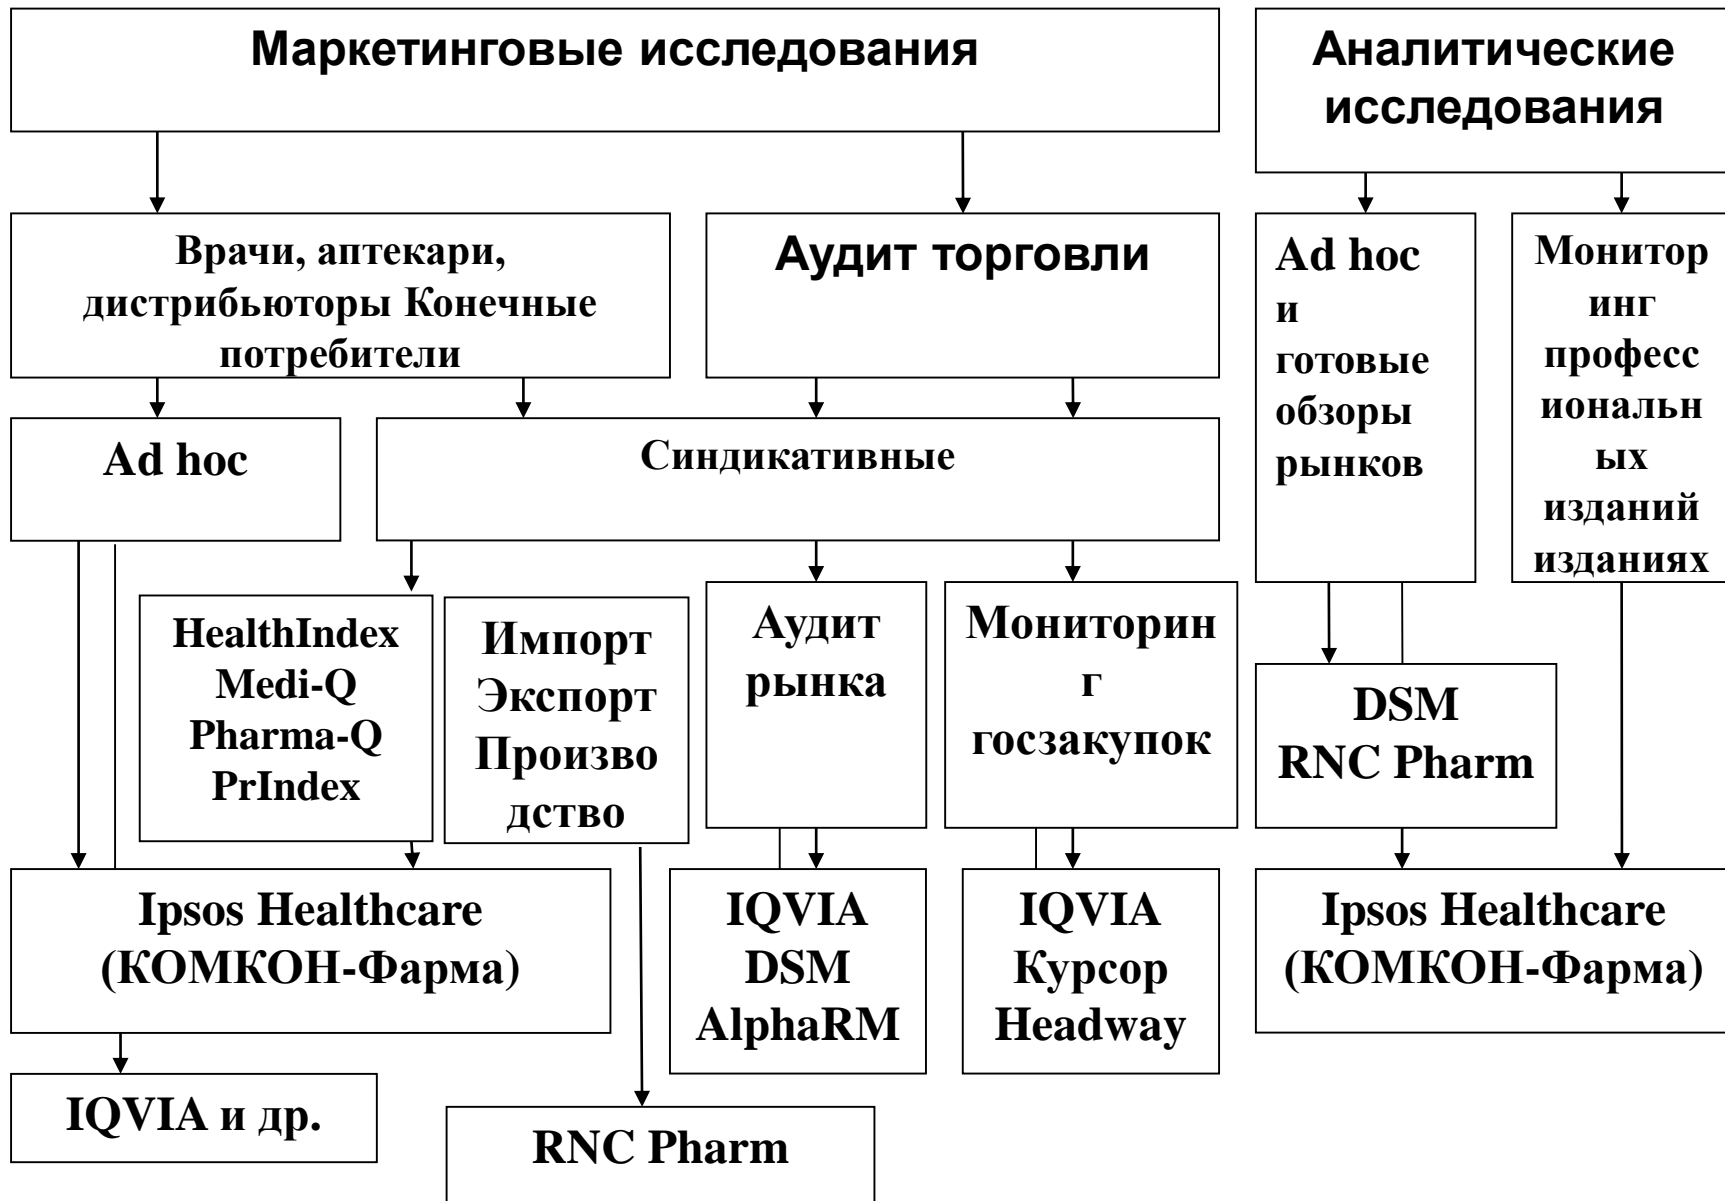 Маркетинговые исследования
Аналитические
исследования
Врачи, аптекари,
дистрибьюторы Конечные
потребители
Аудит торговли
Ad hoc
и
готовые
обзоры
рынков
Монитор
инг
професс
иональн
ых
изданий
изданиях
Ad hoc
Синдикативные
HealthIndex
Medi-Q
Pharma-Q
PrIndex
Импорт
Экспорт
Произво
дство
Аудит
рынка
Мониторин
г
госзакупок
DSM
RNC Pharm
Ipsos Healthcare
(КОМКОН-Фарма)
IQVIA
DSM
AlphaRM
IQVIA
Курсор
Headway
Ipsos Healthcare
(КОМКОН-Фарма)
IQVIA и др.
RNC Pharm